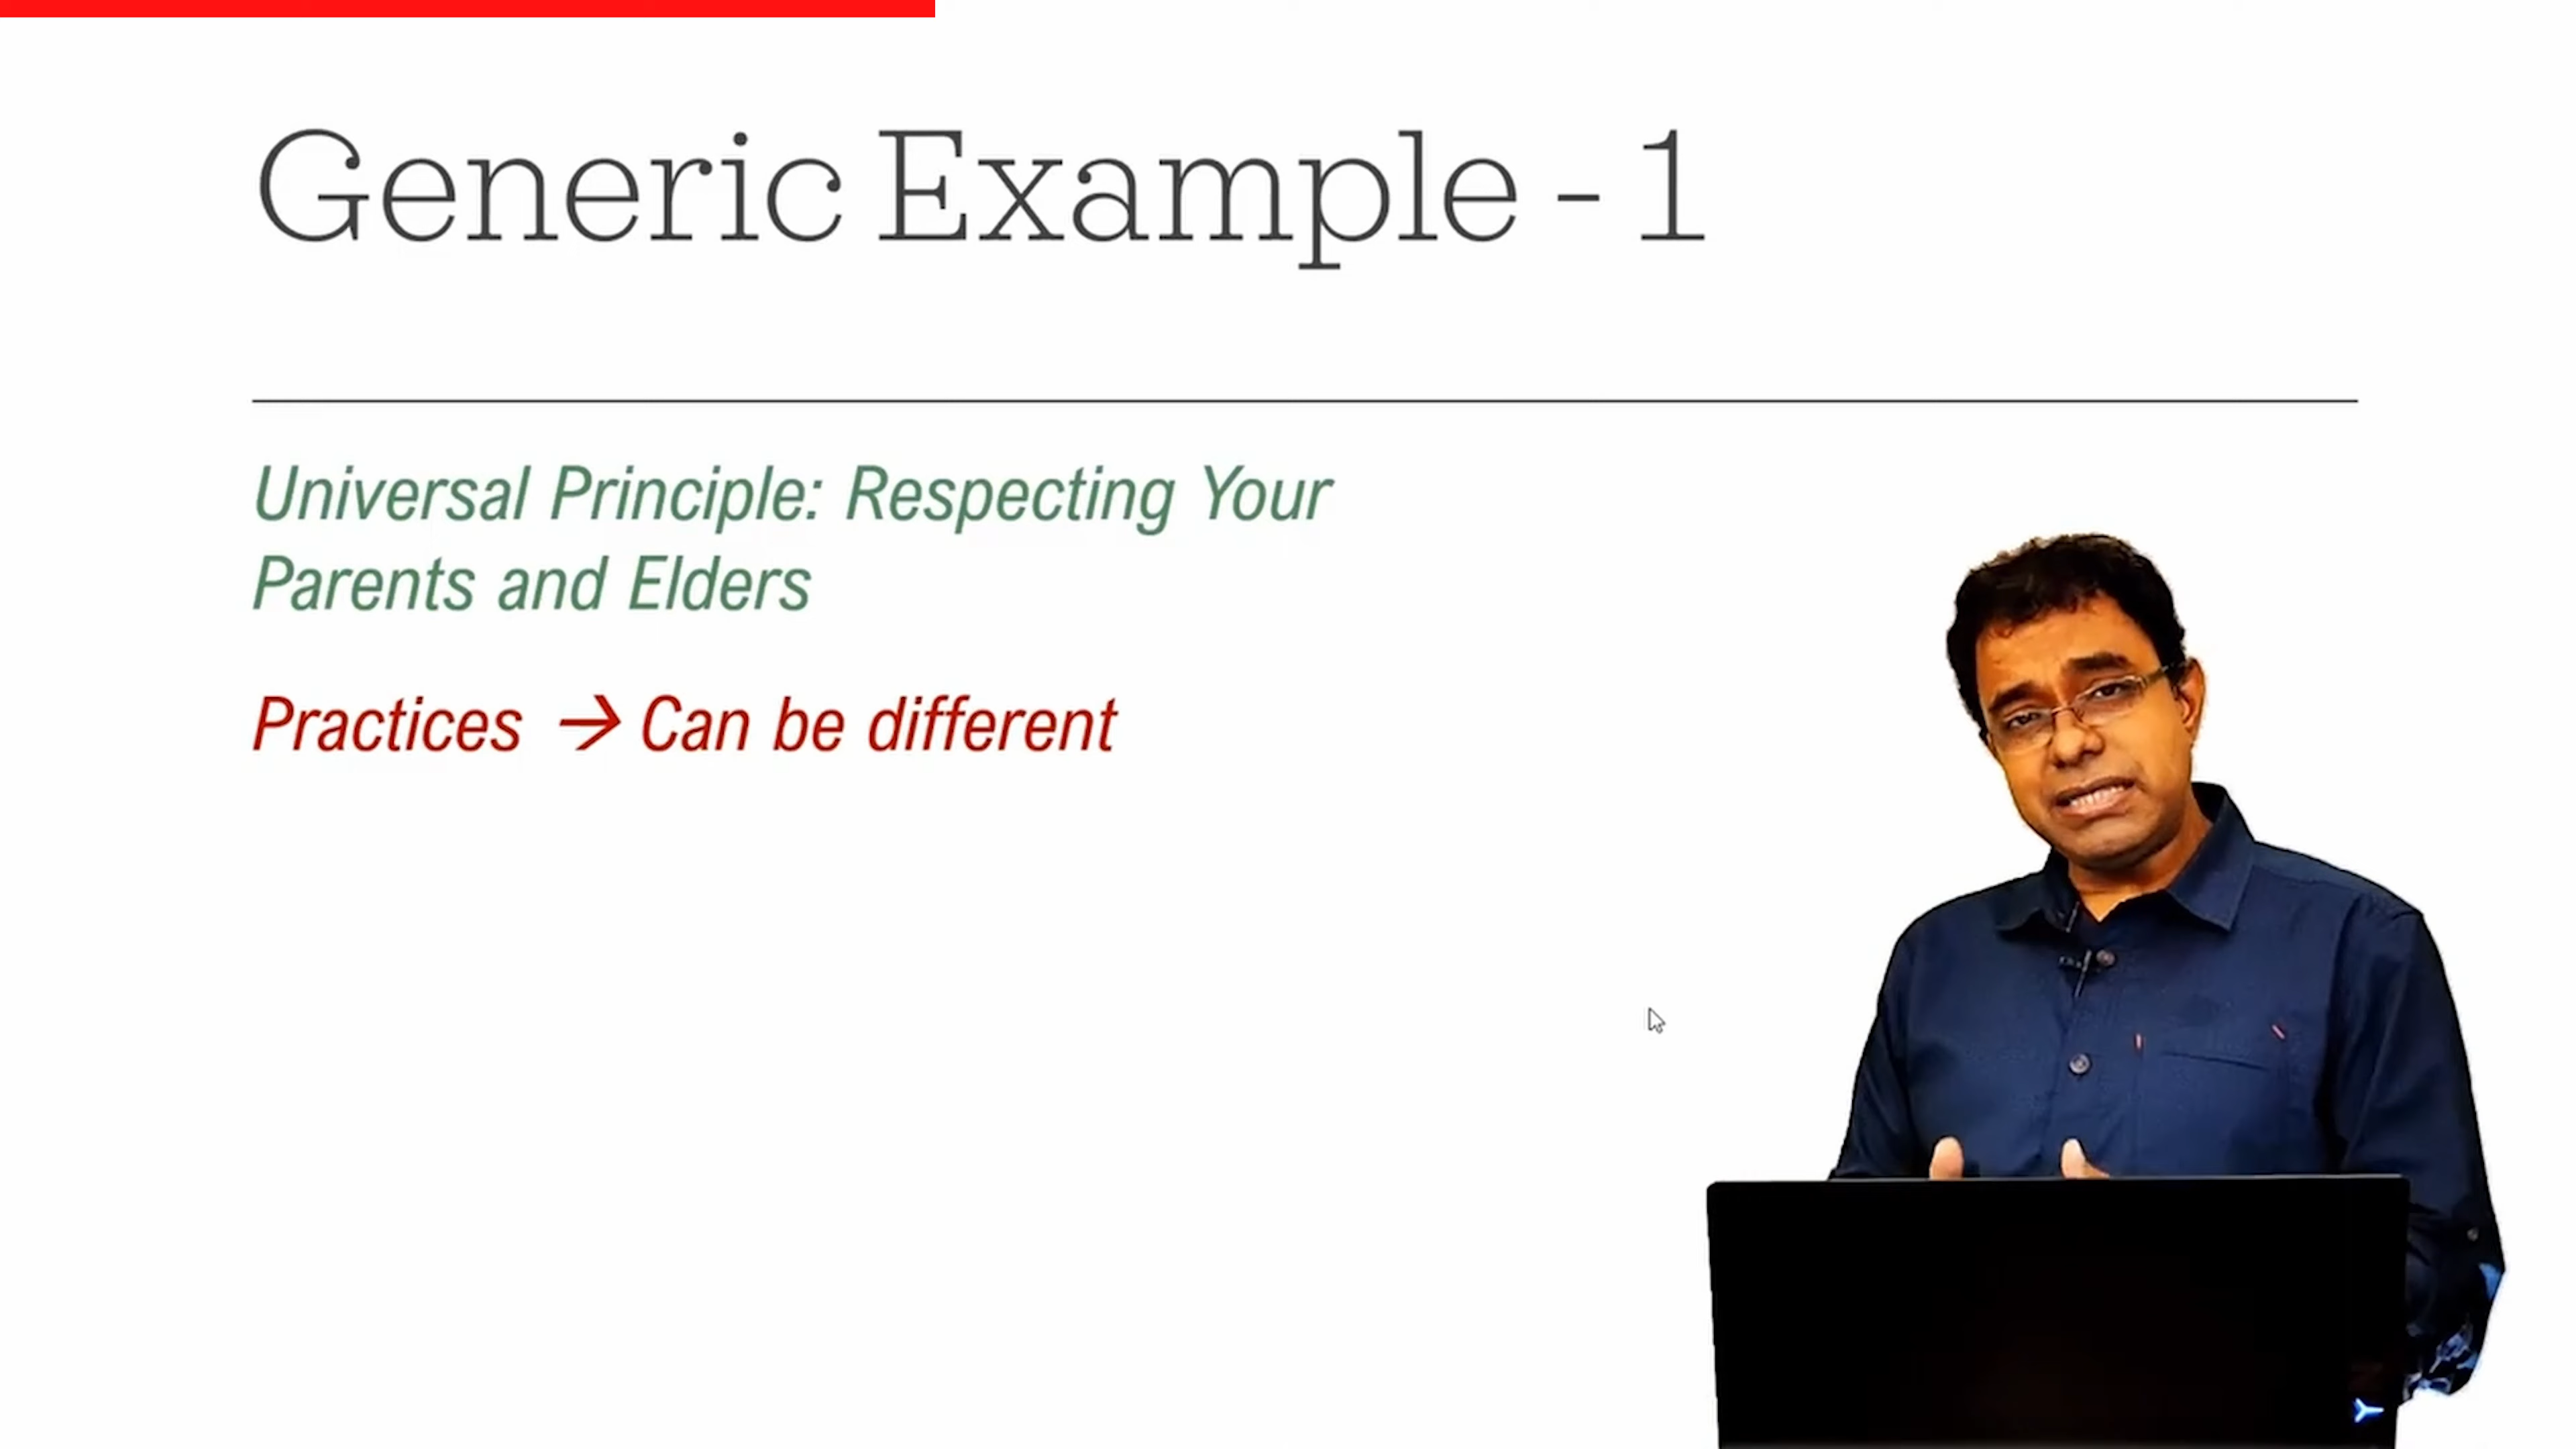 Generic Example - 1
Universal Principle: Respecting Your
Parents and Elders
Practices → Can be different